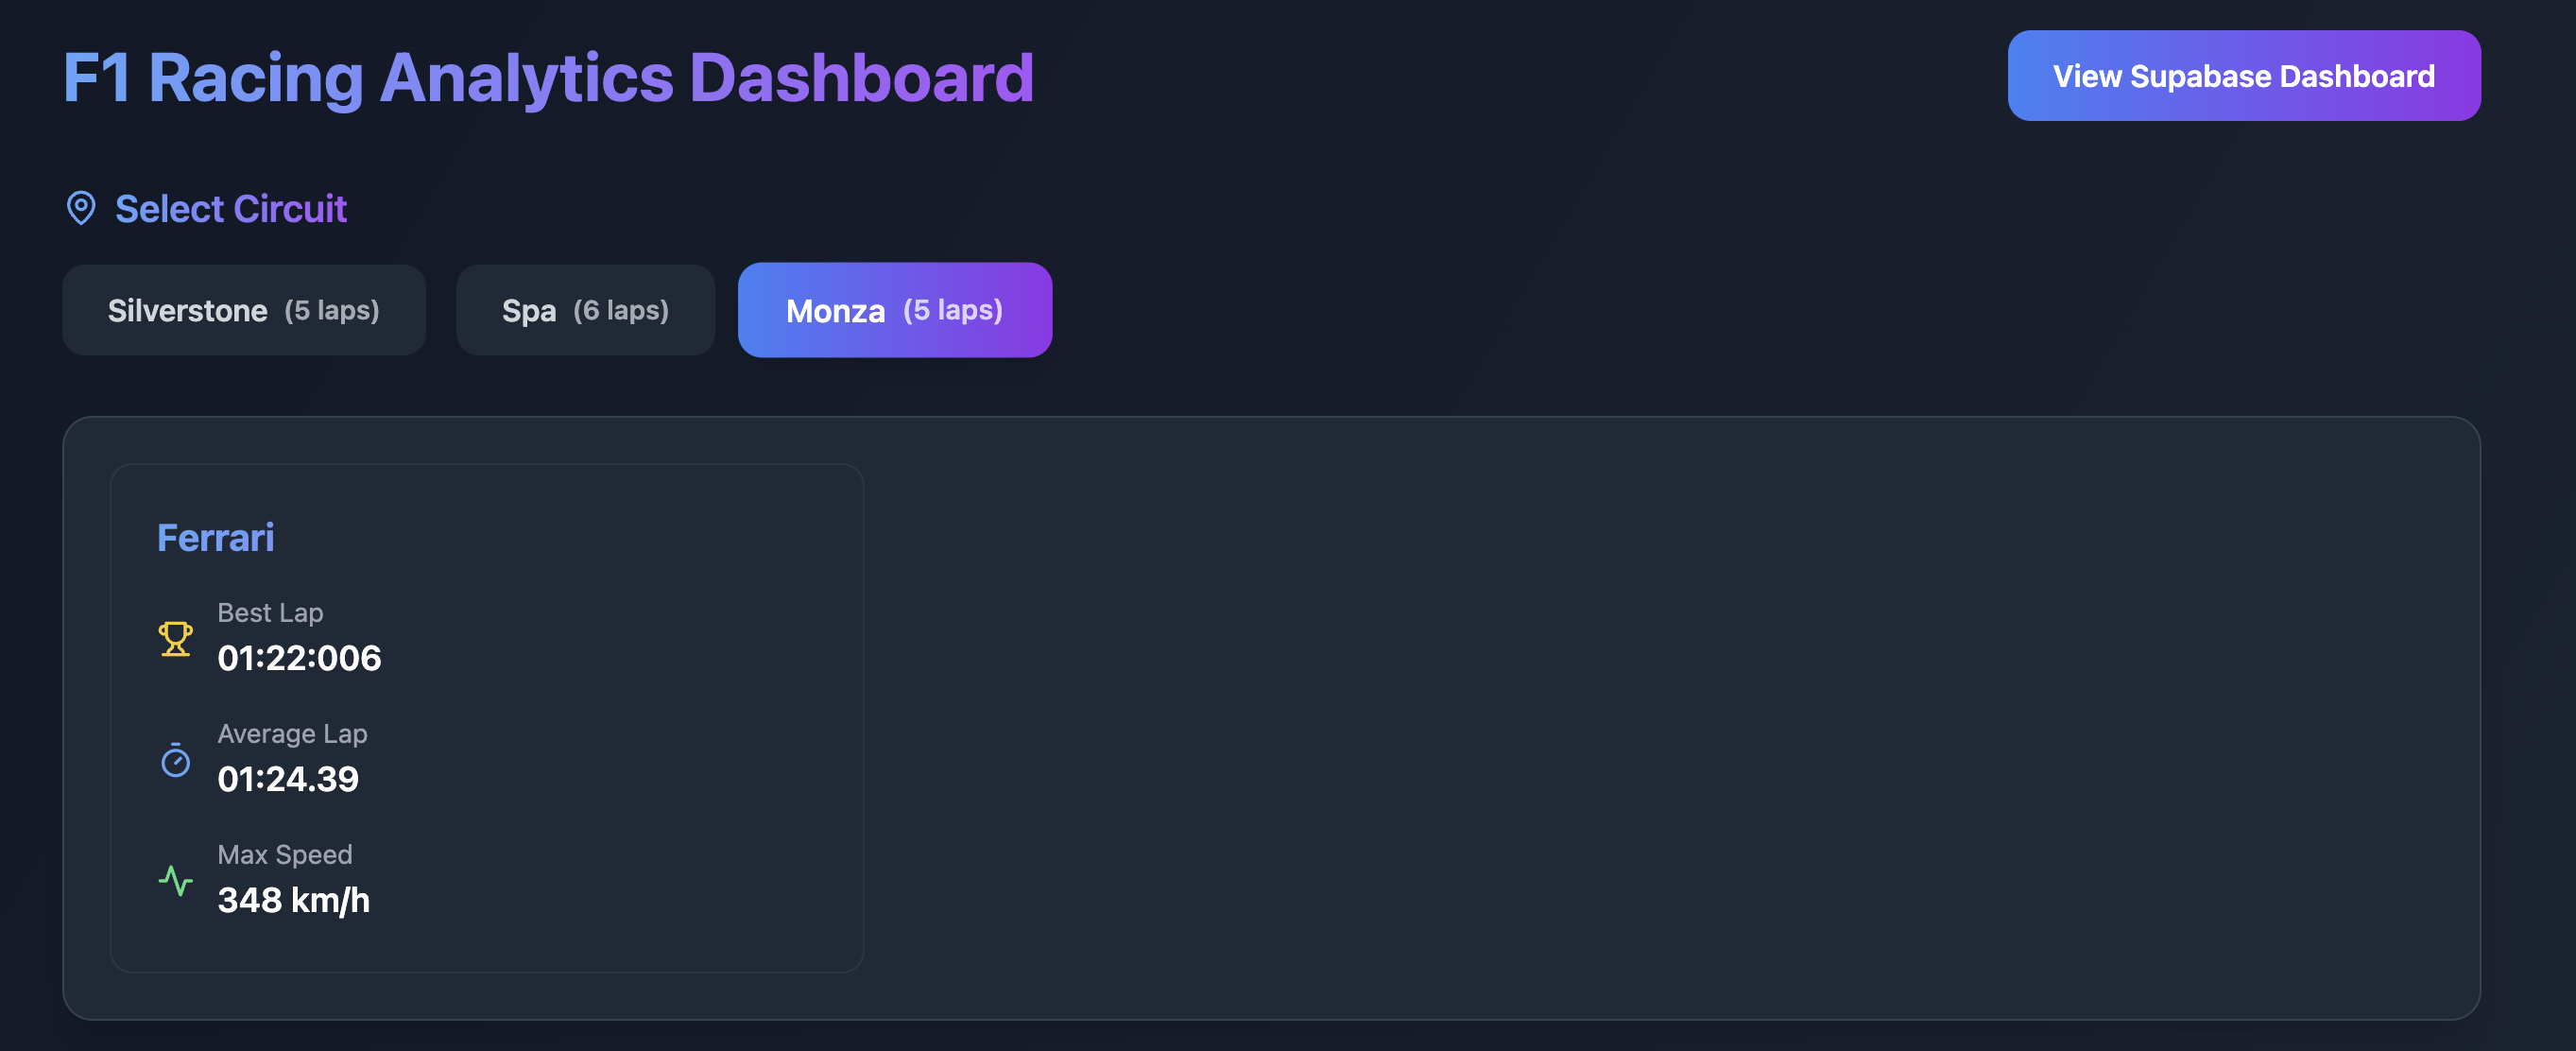 F1 Racing Analytics Dashboard
View Supabase Dashboard
Select Circuit
Silverstone (5 laps)
Spa (6 laps)
Monza (5 laps)
Ferrari
Best Lap
01:22:006
Average Lap
01:24.39
Max Speed
348 km/h